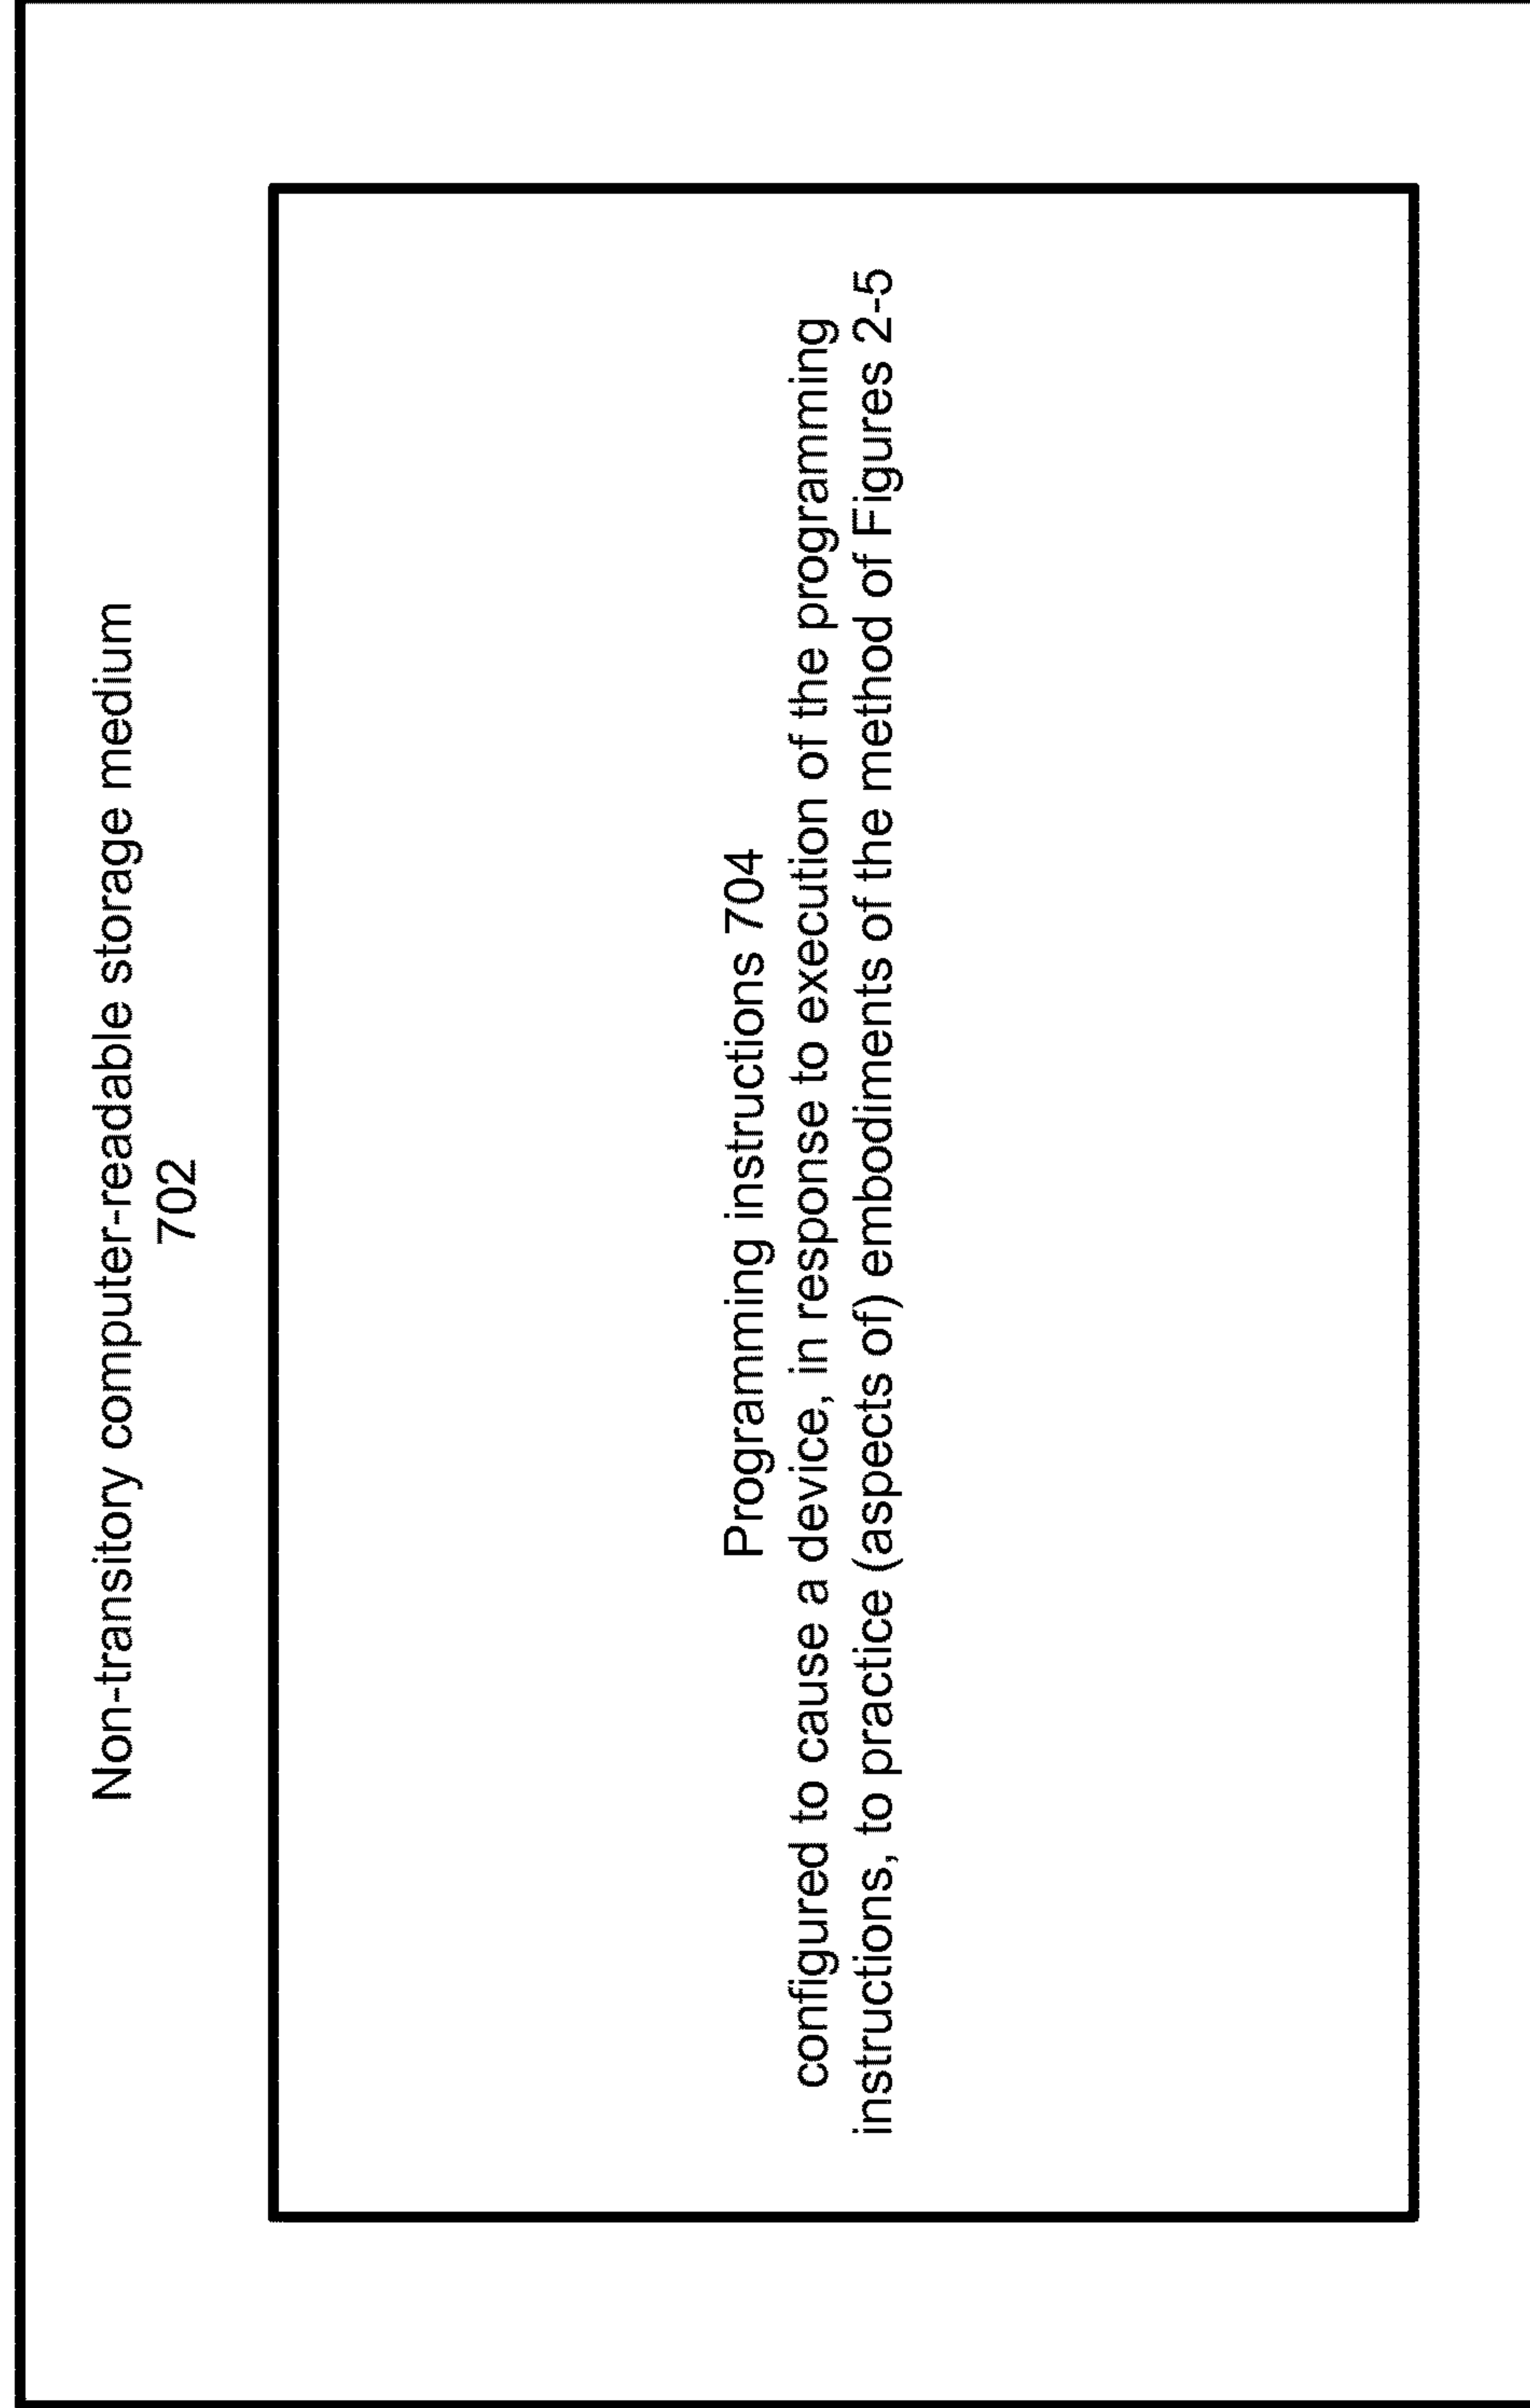 Non-transitory computer-readable storage medium
702
Programming instructions 704
configured to cause a device, in response to execution of the programming
instructions, to practice (aspects of) embodiments of the method of Figures 2-5